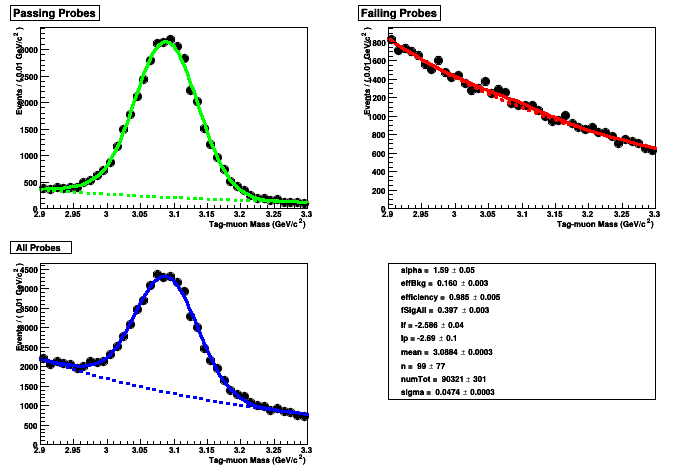 Passing Probes
Events / ( 0.01 GeV/c² )
3000
2500
2000
1500
1000
500
0
2.9 2.95 3 3.05 3.1 3.15 3.2 3.25 3.3
Tag-muon Mass (GeV/c²)
Failing Probes
Events / ( 0.01 GeV/c² )
1800
1600
1400
1200
1000
800
600
400
200
0
2.9 2.95 3 3.05 3.1 3.15 3.2 3.25 3.3
Tag-muon Mass (GeV/c²)
All Probes
Events / ( 0.01 GeV/c² )
4500
4000
3500
3000
2500
2000
1500
1000
500
0
2.9 2.95 3 3.05 3.1 3.15 3.2 3.25 3.3
Tag-muon Mass (GeV/c²)
alpha = 1.59 ± 0.05
effBkg = 0.160 ± 0.003
efficiency = 0.985 ± 0.005
fSigAll = 0.397 ± 0.003
lf = -2.586 ± 0.04
lp = -2.69 ± 0.1
mean = 3.0884 ± 0.0003
n = 99 ± 77
numTot = 90321 ± 301
sigma = 0.0474 ± 0.0003